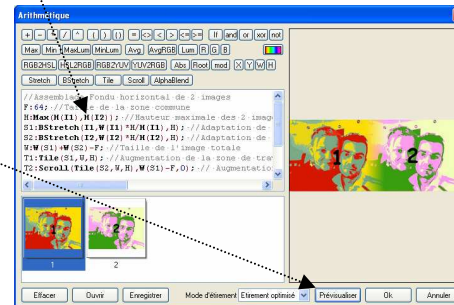 Arithmétique
+ - * / ^ ( ) () = <> < > <= >= If and or xor not
Max Min MaxLum MinLum Avg AvgRGB Lum R G B
RGB2HSL HSL2RGB RGB2YUV YUV2RGB Abs Root mod X Y W H
Stretch BStretch Tile Scroll AlphaBlend
//Assemblage Fondu horizontal de 2 images
F:64; //Taille de la zone commune
H:Max(H(I1),H(I2)); //Hauteur maximale des 2 imag
S1:BStretch(I1,W(I1)*H/H(I1),H); //Adaptation de
S2:BStretch(I2,W(I2)*H/H(I2),H); //Adaptation de
W:W(S1)+W(S2)-F; //Taille de l'image totale
T1:Tile(S1,W,H); //Augmentation de la zone de tra
T2:Scroll(Tile(S2,W,H),W(S1)-F,0); // Augmentation
1 2
1 2
1 2
Effacer Ouvrir Enregistrer Mode d'étirement Etirement optimisé Prévisualiser Ok Annuler